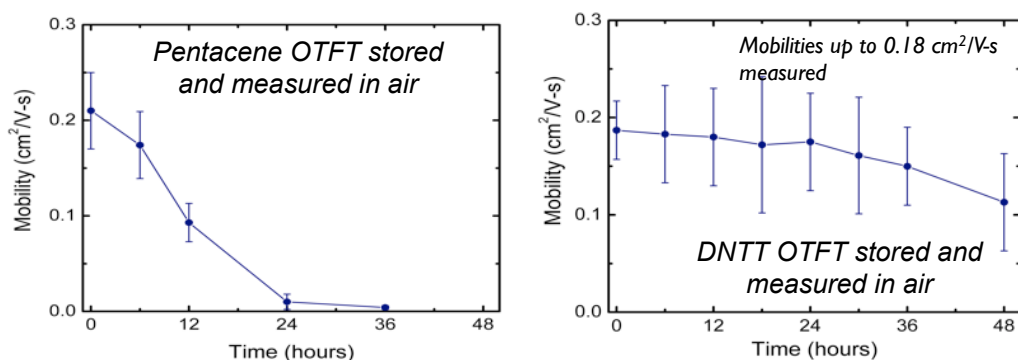 0.3
0.2
0.1
0.0
Mobility (cm²/V-s)
Pentacene OTFT stored
and measured in air
0 12 24 36 48
Time (hours)
0.3
0.2
0.1
0.0
Mobility (cm²/V-s)
Mobilities up to 0.18 cm²/V-s
measured
DNTT OTFT stored and
measured in air
0 12 24 36 48
Time (hours)